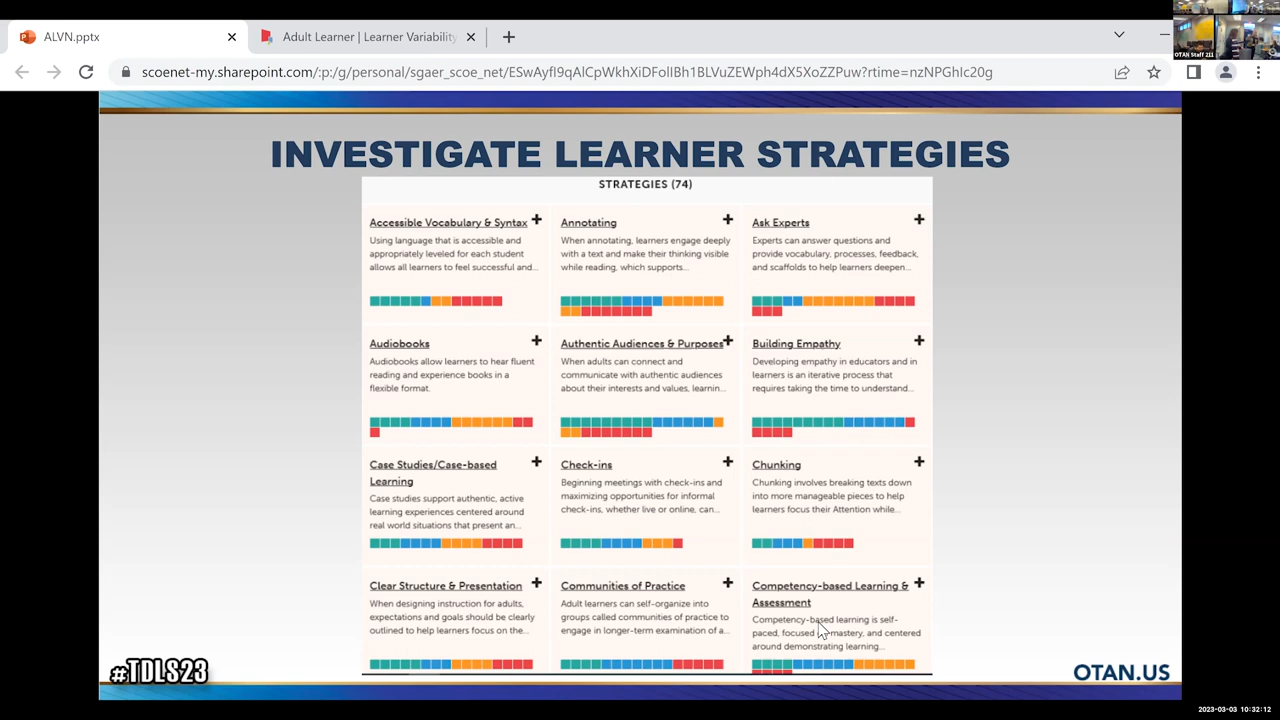 ALVN.pptx
Adult Learner | Learner Variability
OTAN Staff 211
INVESTIGATE LEARNER STRATEGIES
STRATEGIES (74)
Accessible Vocabulary & Syntax
Using language that is accessible and
appropriately leveled for each student
allows all learners to feel successful and...
Annotating
When annotating, learners engage deeply
with a text and make their thinking visible
while reading, which supports...
Ask Experts
Experts can answer questions and
provide vocabulary, processes, feedback,
and scaffolds to help learners deepen...
Audiobooks
Audiobooks allow learners to hear fluent
reading and experience books in a
flexible format.
Authentic Audiences & Purposes
When adults can connect and
communicate with authentic audiences
about their interests and values, learnin...
Building Empathy
Developing empathy in educators and in
learners is an iterative process that
requires taking the time to understand...
Case Studies/Case-based
Learning
Case studies support authentic, active
learning experiences centered around
real world situations that present an...
Check-ins
Beginning meetings with check-ins and
maximizing opportunities for informal
check-ins, whether live or online, can...
Chunking
Chunking involves breaking texts down
into more manageable pieces to help
learners focus their Attention while...
Clear Structure & Presentation
When designing instruction for adults,
expectations and goals should be clearly
outlined to help learners focus on the...
Communities of Practice
Adult learners can self-organize into
groups called communities of practice to
engage in longer-term examination of a...
Competency-based Learning &
Assessment
Competency-based learning is self-
paced, focused mastery, and centered
around demonstrating learning...
#TDLS23
OTAN.US
2023-03-03 10:32:12